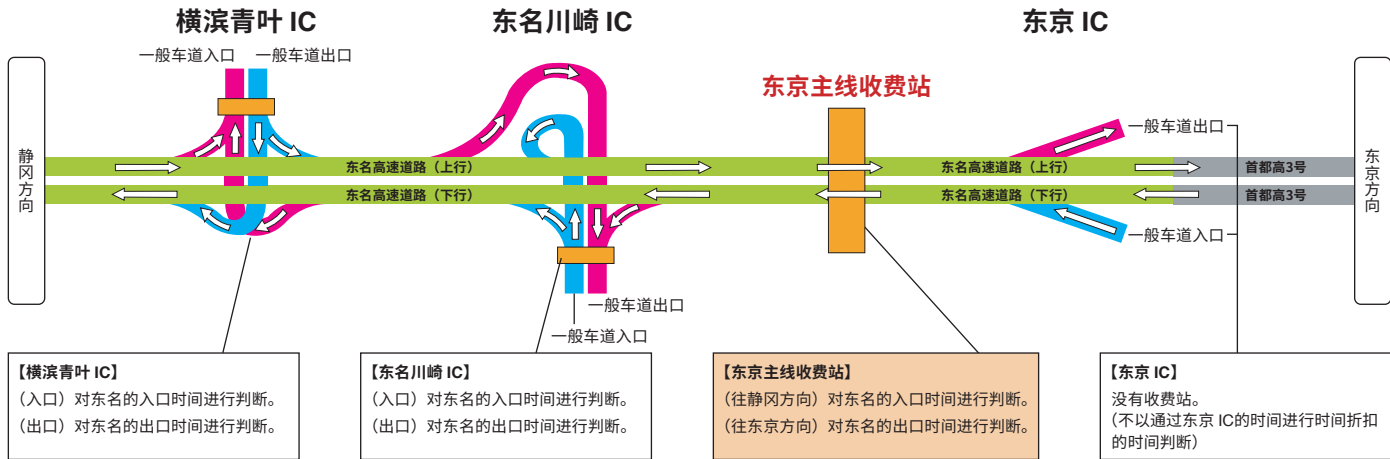 横滨青叶 IC
东名川崎 IC
东京 IC
一般车道入口
一般车道出口
东京主线收费站
静冈方向
东名高速道路（上行）
东名高速道路（下行）
东名高速道路（上行）
东名高速道路（下行）
一般车道出口
首都高3号
首都高3号
一般车道入口
东京方向
一般车道出口
一般车道入口
【横滨青叶 IC】
（入口）对东名的入口时间进行判断。
（出口）对东名的出口时间进行判断。
【东名川崎 IC】
（入口）对东名的入口时间进行判断。
（出口）对东名的出口时间进行判断。
【东京主线收费站】
（往静冈方向）对东名的入口时间进行判断。
（往东京方向）对东名的出口时间进行判断。
【东京 IC】
没有收费站。
（不以通过东京 IC的时间进行时间折扣
的时间判断）